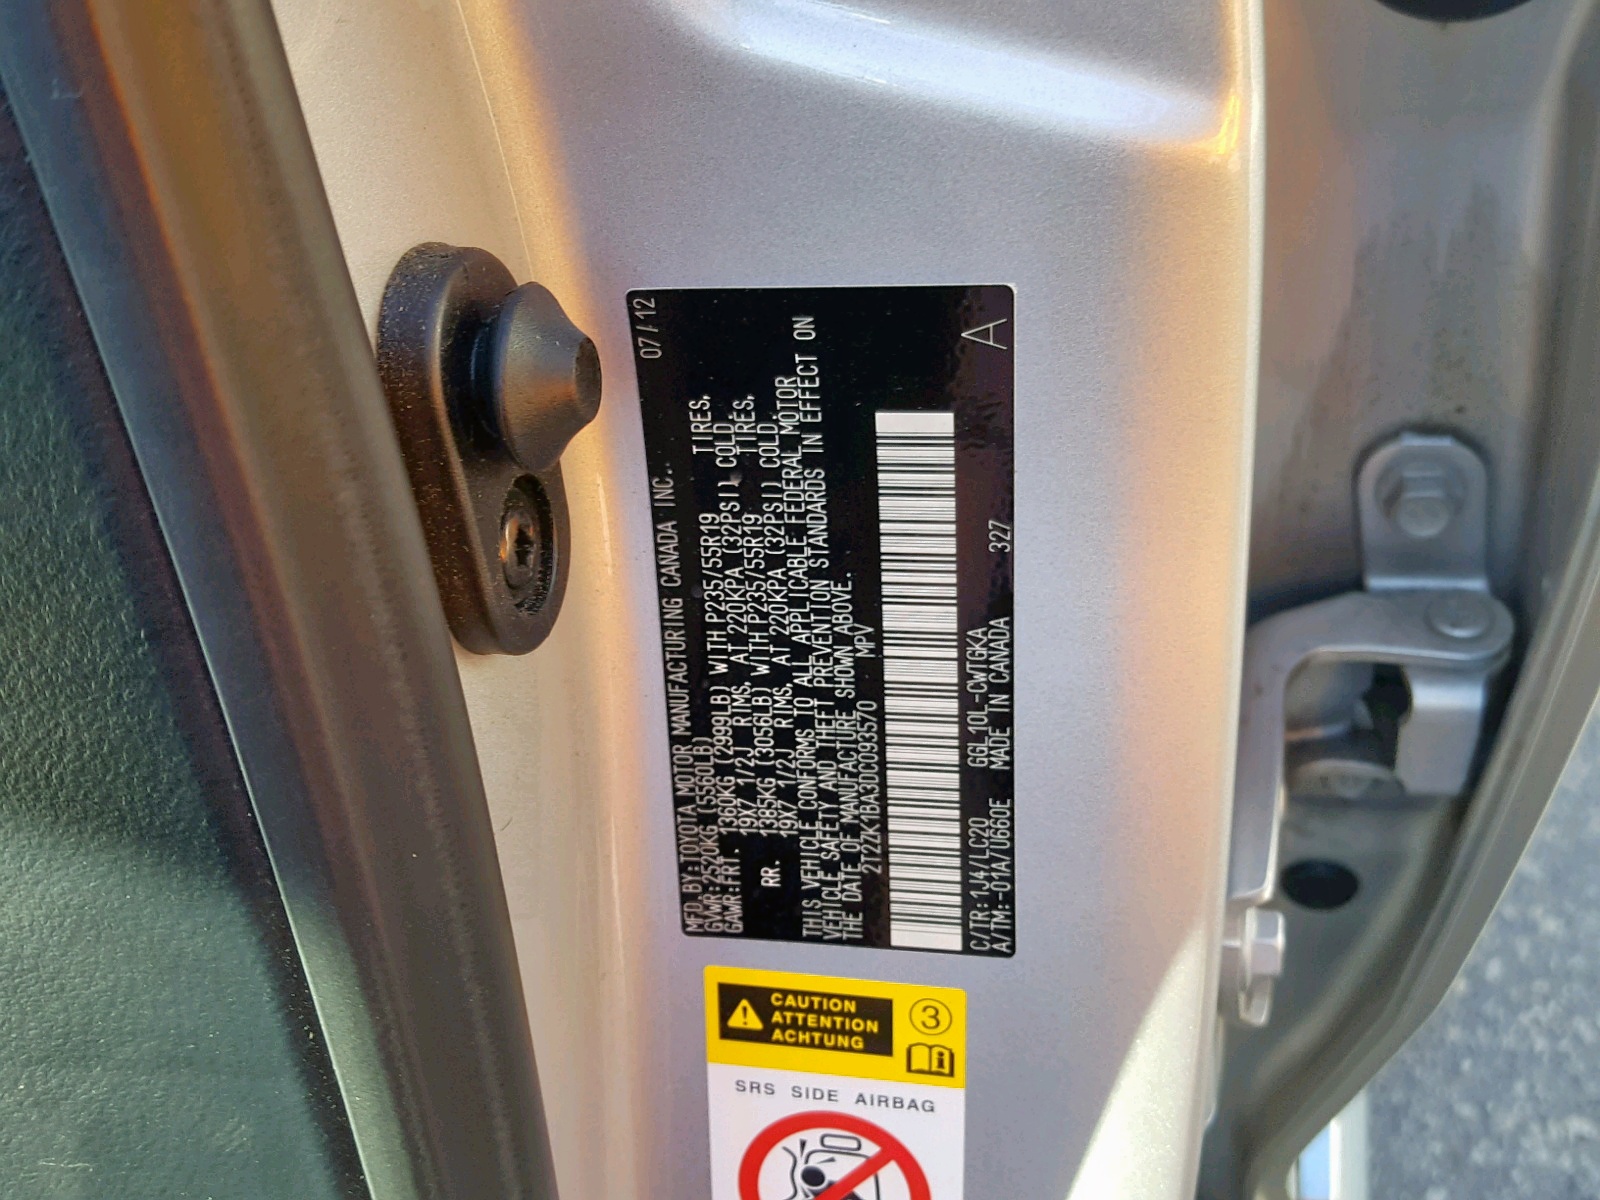 MFD.BY:TOYOTA MOTOR MANUFACTURING CANADA INC. 07/12
GVWR:2520KG(5560LB)
GAWR:FRT. 1360KG(2999LB)WITH P235/55R19 TIRES,
19X7 1/2J RIMS, AT 220KPA (32PSI) COLD.
RR. 1385KG(3056LB)WITH P235/55R19 TIRES,
19X7 1/2J RIMS, AT 220KPA (32PSI) COLD.
THIS VEHICLE CONFORMS TO ALL APPLICABLE FEDERAL MOTOR
VEHICLE SAFETY AND THEFT PREVENTION STANDARDS IN EFFECT ON
THE DATE OF MANUFACTURE SHOWN ABOVE.
2T2ZK1BA3DC093570 MPV
A
C/TR:1J4/LC20 GGL10L-CWTGKA 327
A/TM:-01A/U660E MADE IN CANADA
CAUTION
ATTENTION
ACHTUNG
3
SRS SIDE AIRBAG